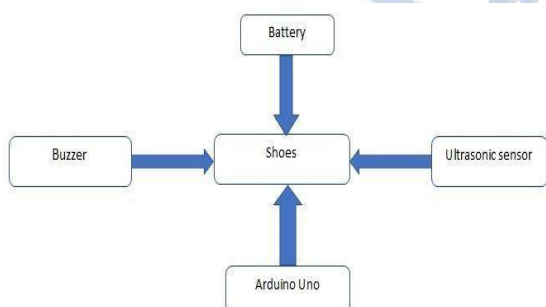 Battery
Buzzer
Shoes
Ultrasonic sensor
Arduino Uno